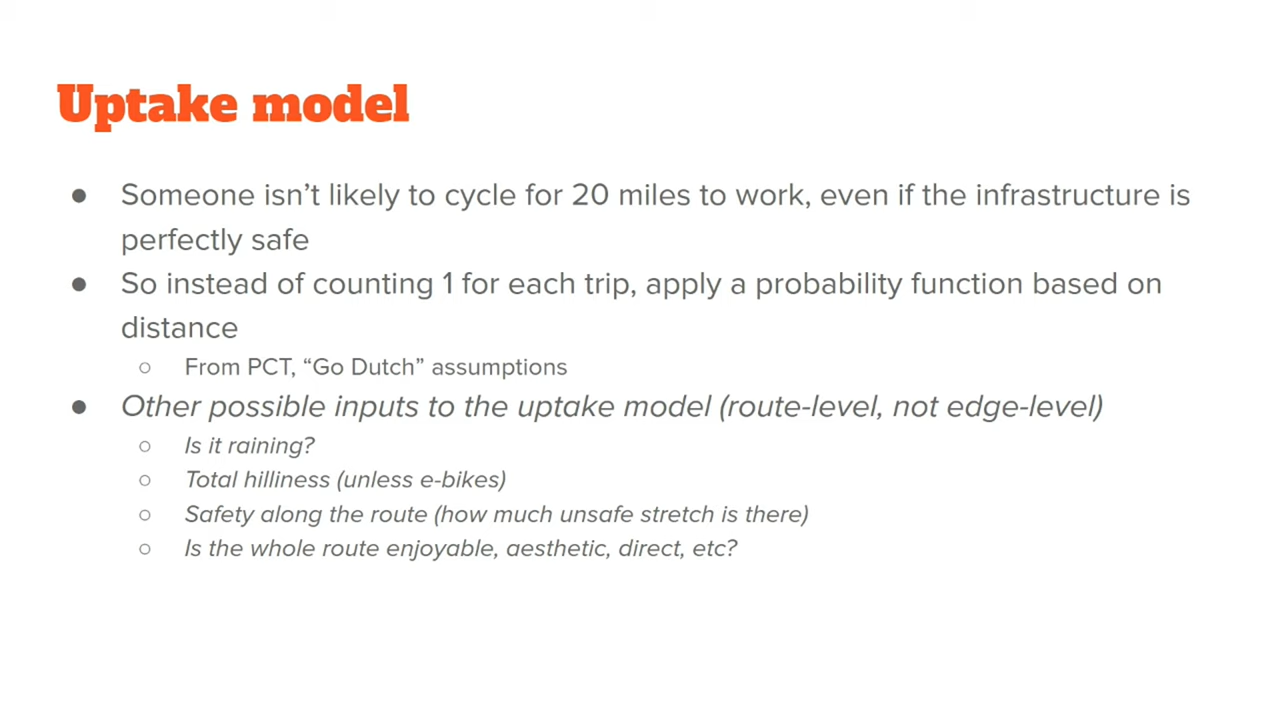 Uptake model
● Someone isn’t likely to cycle for 20 miles to work, even if the infrastructure is
perfectly safe
● So instead of counting 1 for each trip, apply a probability function based on
distance
○ From PCT, “Go Dutch” assumptions
● Other possible inputs to the uptake model (route-level, not edge-level)
○ Is it raining?
○ Total hilliness (unless e-bikes)
○ Safety along the route (how much unsafe stretch is there)
○ Is the whole route enjoyable, aesthetic, direct, etc?